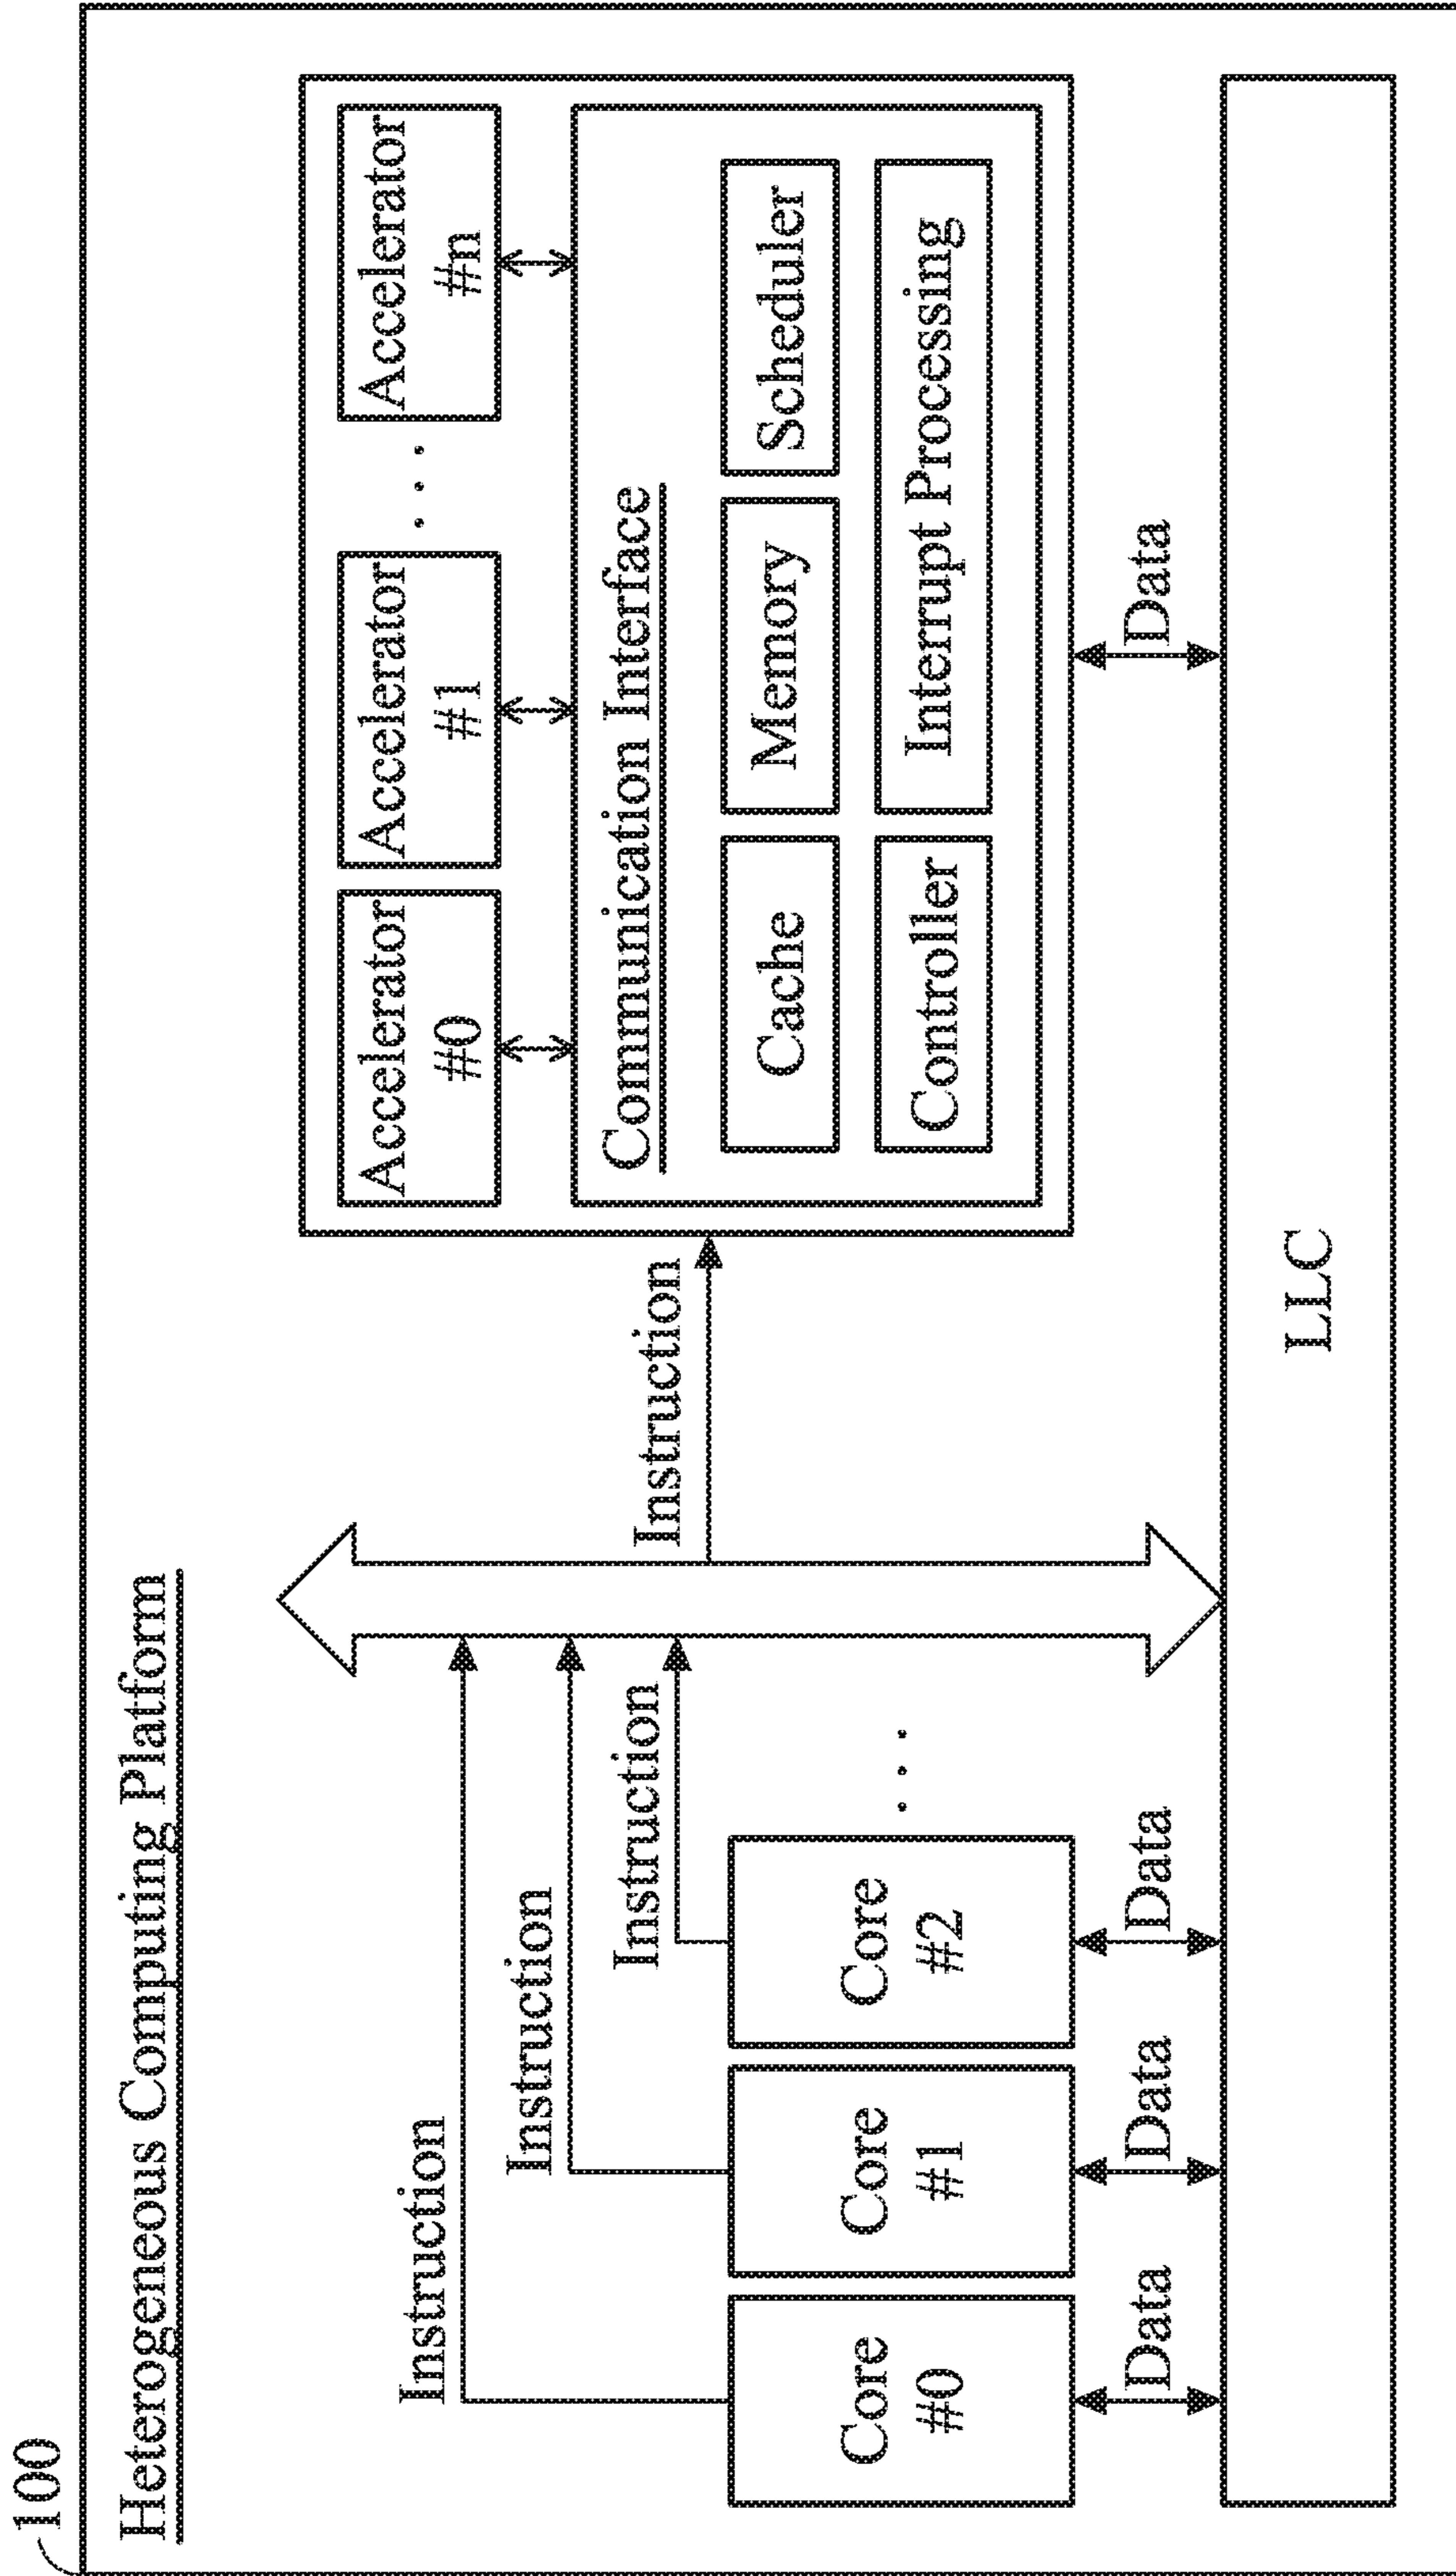 100
Heterogeneous Computing Platform
Instruction
Instruction
Instruction
Core
#0
Core
#1
Core
#2
. . .
Data
Data
Data
Instruction
Accelerator
#0
Accelerator
#1
. . .
Accelerator
#n
Communication Interface
Cache
Memory
Scheduler
Controller
Interrupt Processing
Data
LLC